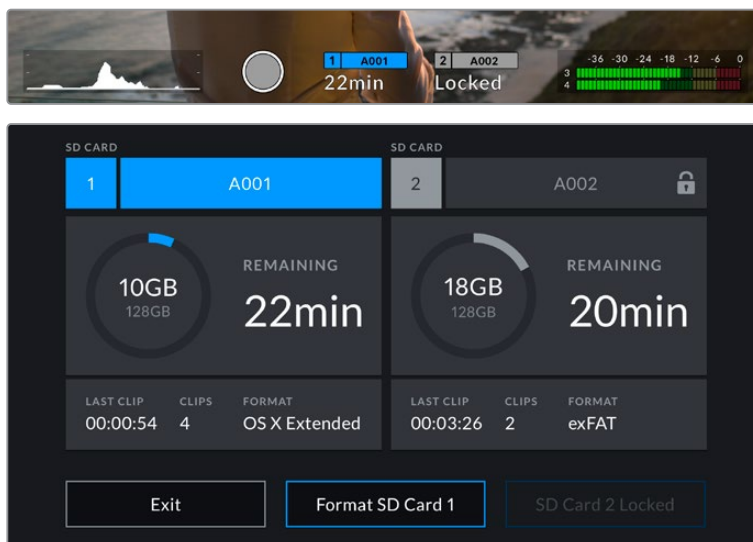 1 A001 2 A002
22min Locked
-36 -30 -24 -18 -12 -6 0
3
4
SD CARD SD CARD
1 A001 2 A002
10GB
128GB
REMAINING
22min
18GB
128GB
REMAINING
20min
LAST CLIP CLIPS FORMAT
00:00:54 4 OS X Extended
LAST CLIP CLIPS FORMAT
00:03:26 2 exFAT
Exit Format SD Card 1 SD Card 2 Locked